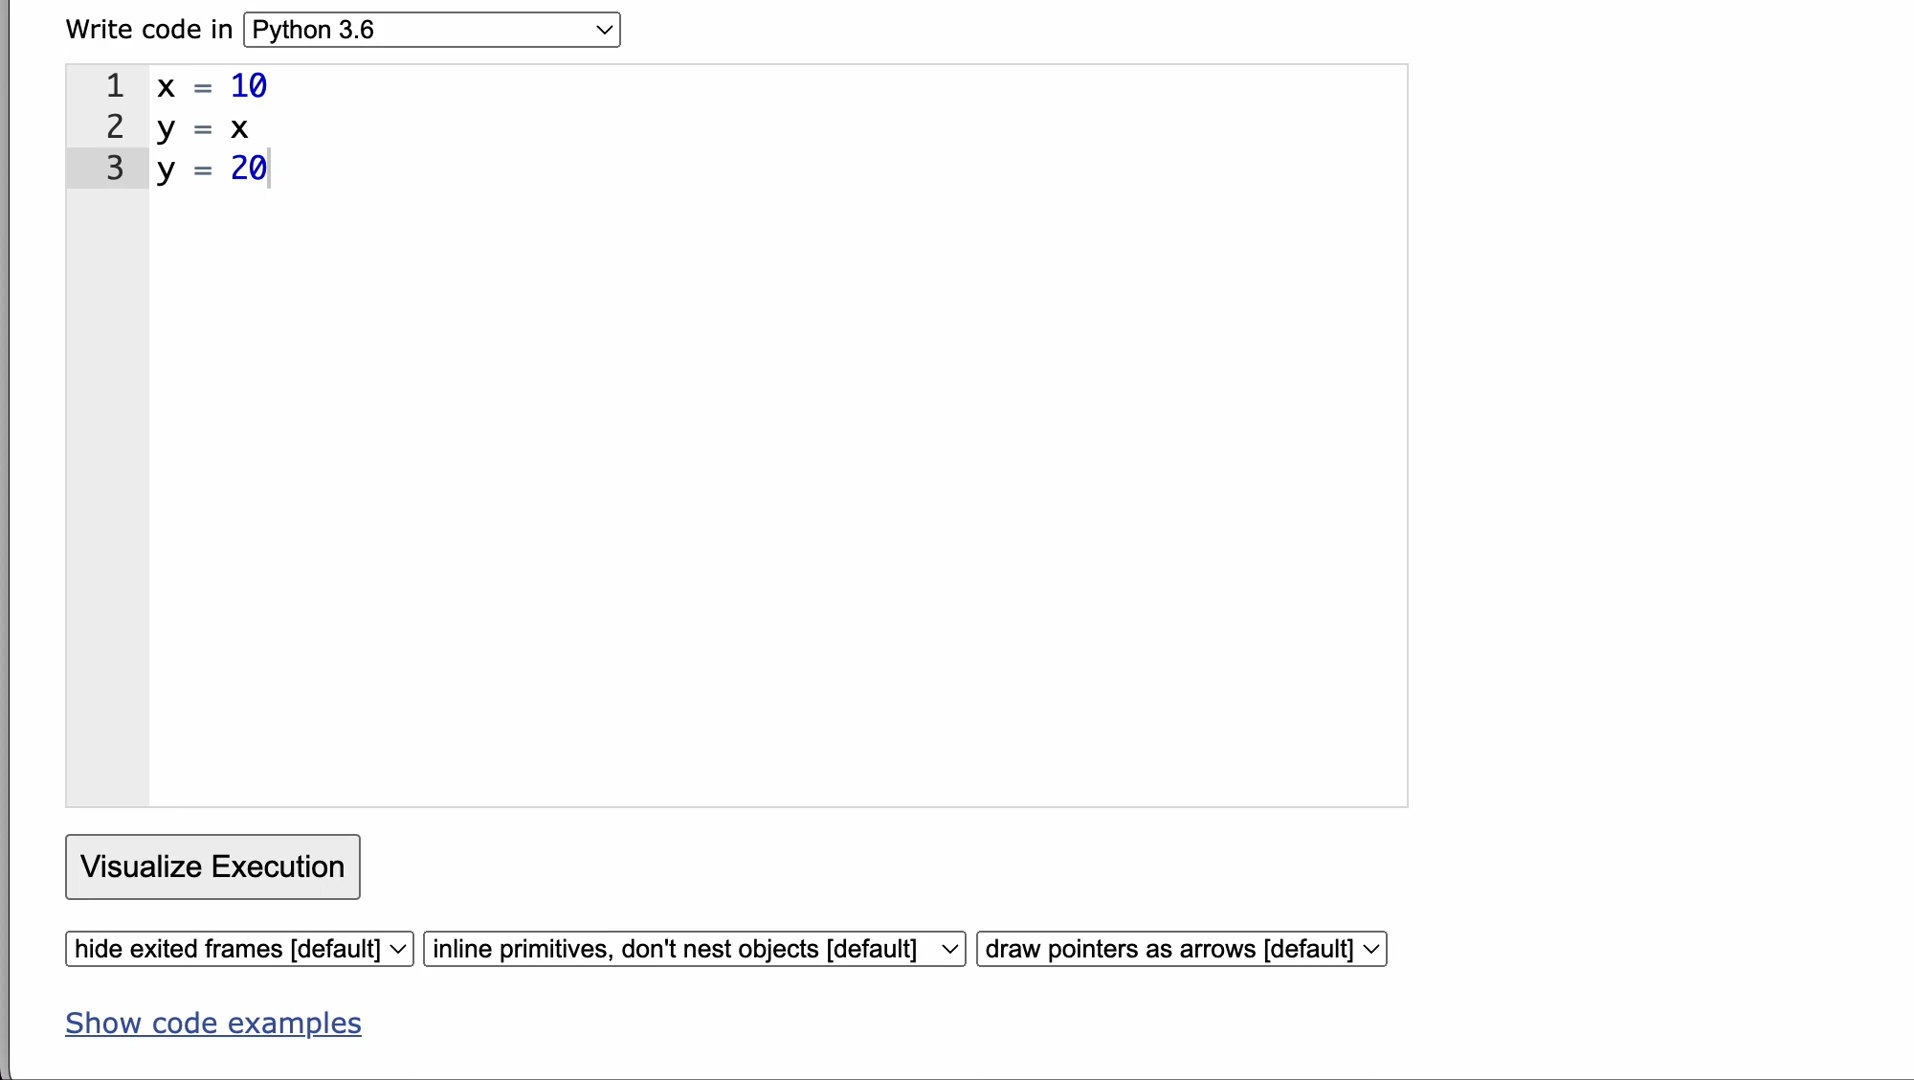 Write code in Python 3.6
1 x = 10
2 y = x
3 y = 20
Visualize Execution
hide exited frames [default] inline primitives, don't nest objects [default] draw pointers as arrows [default]
Show code examples